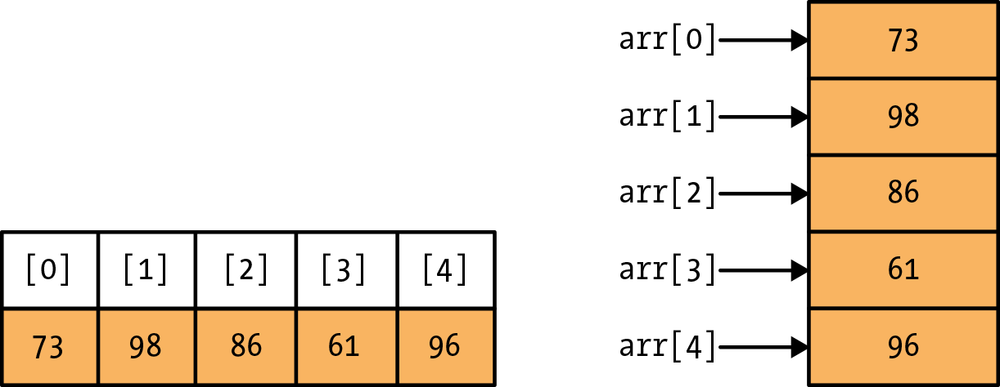 [0] [1] [2] [3] [4]
73 98 86 61 96
arr[0] 73
arr[1] 98
arr[2] 86
arr[3] 61
arr[4] 96